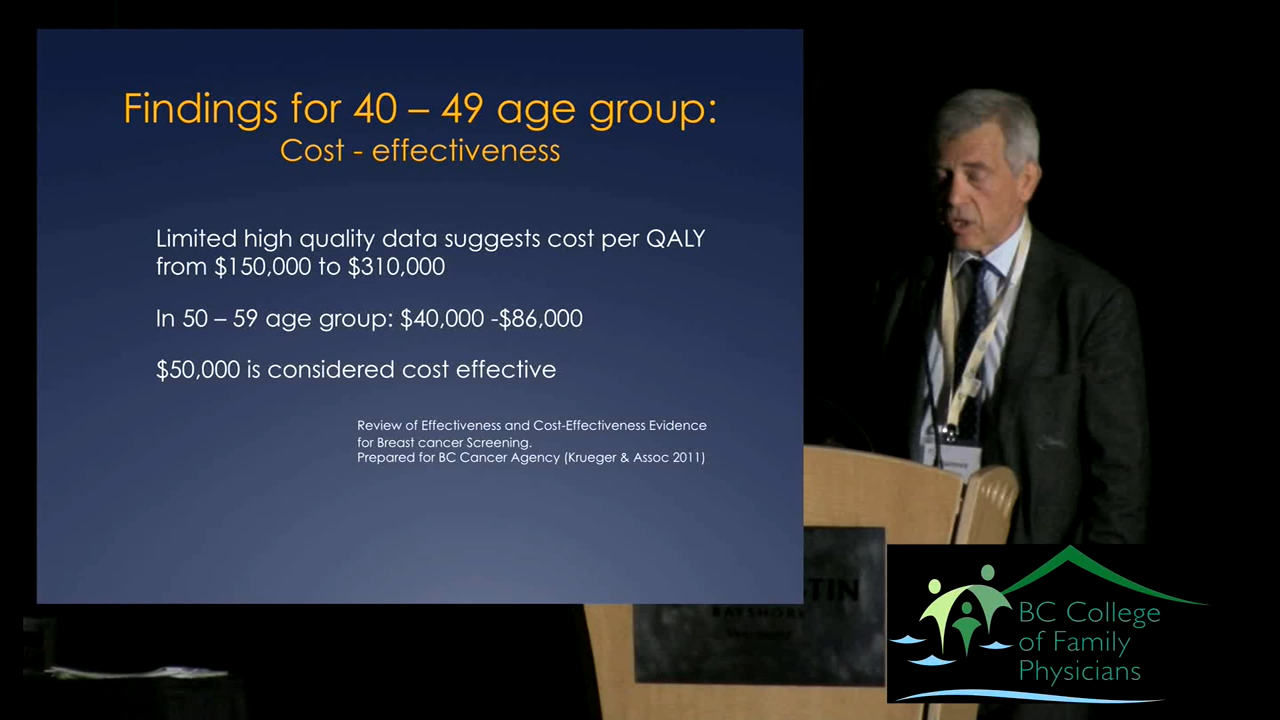 Findings for 40 – 49 age group:
Cost - effectiveness
Limited high quality data suggests cost per QALY
from $150,000 to $310,000
In 50 – 59 age group: $40,000 -$86,000
$50,000 is considered cost effective
Review of Effectiveness and Cost-Effectiveness Evidence
for Breast cancer Screening.
Prepared for BC Cancer Agency (Krueger & Assoc 2011)
TIN
BAYSHORE
BC College
of Family
Physicians